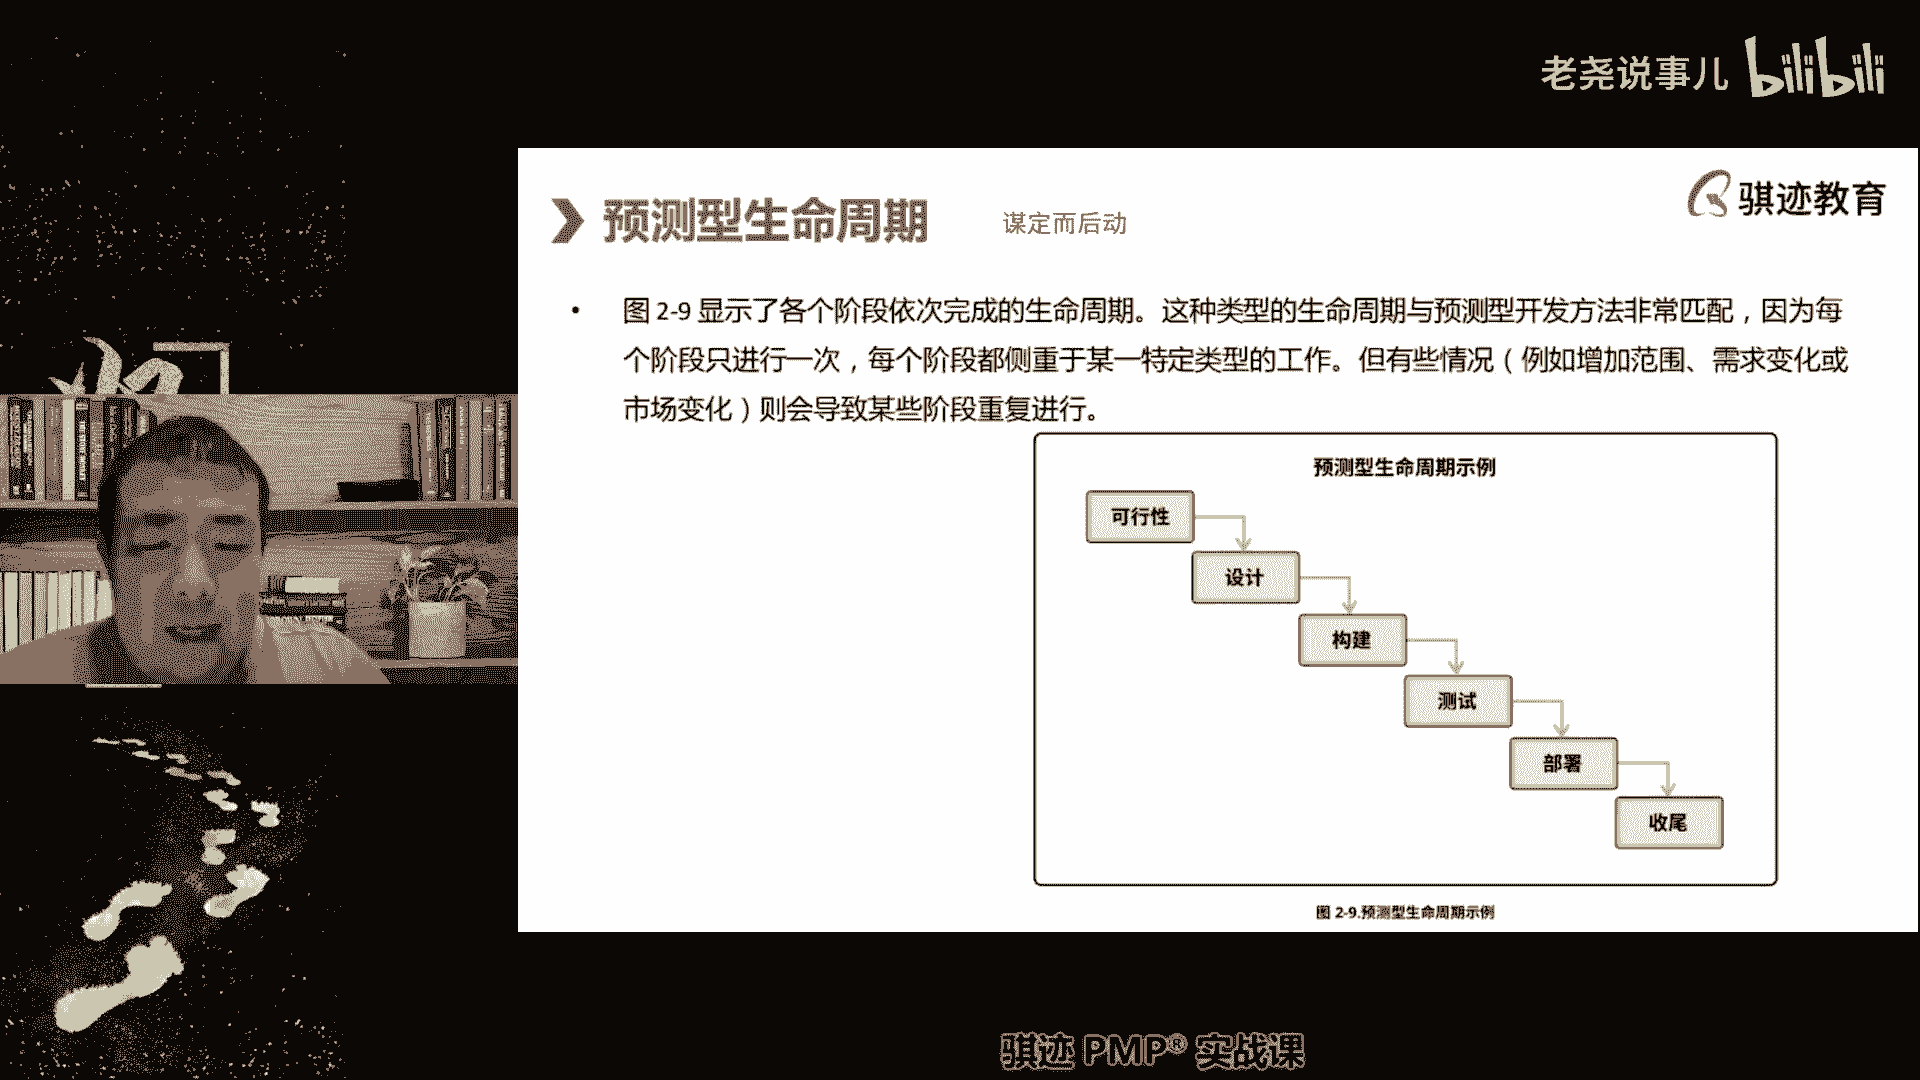 老尧说事儿 bilibili
骐迹教育
预测型生命周期 谋定而后动
• 图 2-9 显示了各个阶段依次完成的生命周期。这种类型的生命周期与预测型开发方法非常匹配，因为每
个阶段只进行一次，每个阶段都侧重于某一特定类型的工作。但有些情况（例如增加范围、需求变化或
市场变化）则会导致某些阶段重复进行。
预测型生命周期示例
可行性
设计
构建
测试
部署
收尾
图 2-9.预测型生命周期示例
骐迹 PMP® 实战课